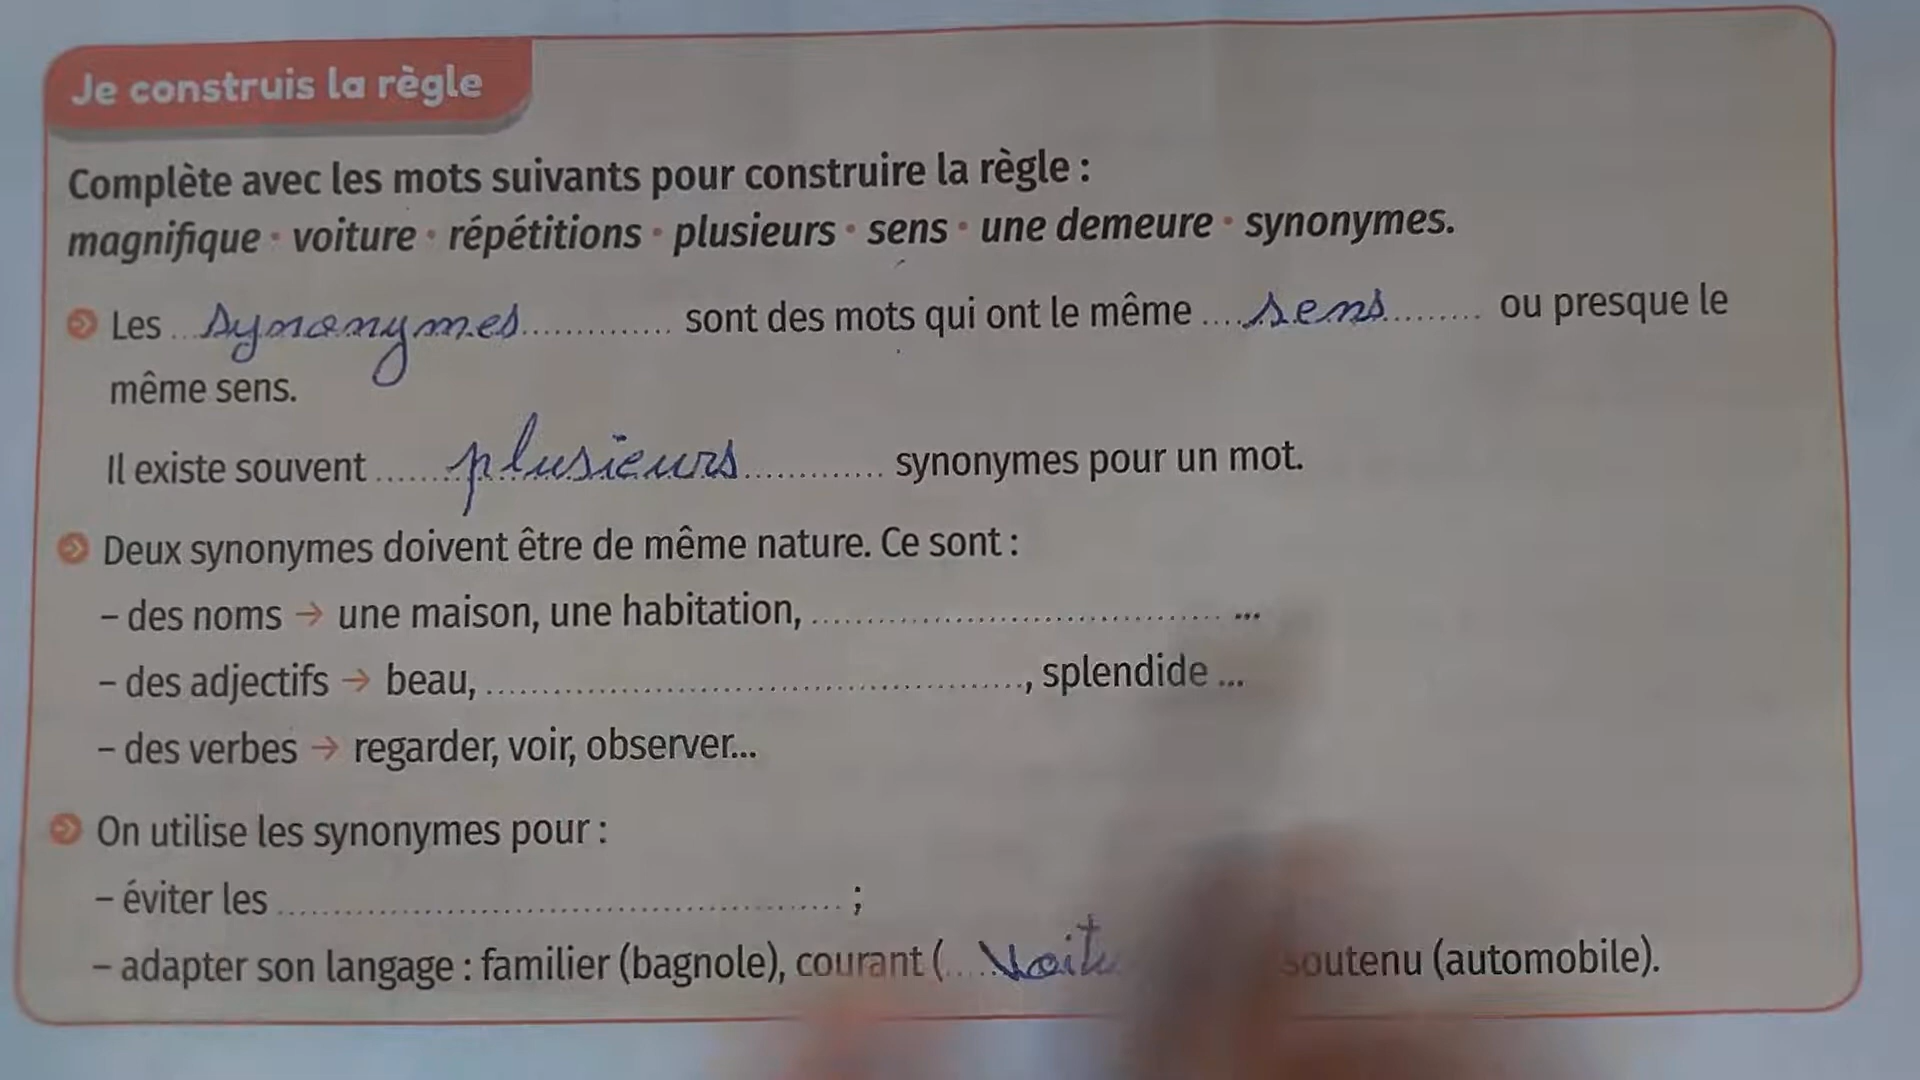 Je construis la règle
Complète avec les mots suivants pour construire la règle :
magnifique • voiture • répétitions • plusieurs • sens • une demeure • synonymes.
Les ... synonymes ............... sont des mots qui ont le même .... sens ......... ou presque le
même sens.
Il existe souvent ...... plusieurs ............. synonymes pour un mot.
Deux synonymes doivent être de même nature. Ce sont :
– des noms → une maison, une habitation, .......................................... ...
– des adjectifs → beau, ......................................................., splendide ...
– des verbes → regarder, voir, observer...
On utilise les synonymes pour :
– éviter les .......................................................... ;
– adapter son langage : familier (bagnole), courant (.... voitu soutenu (automobile).